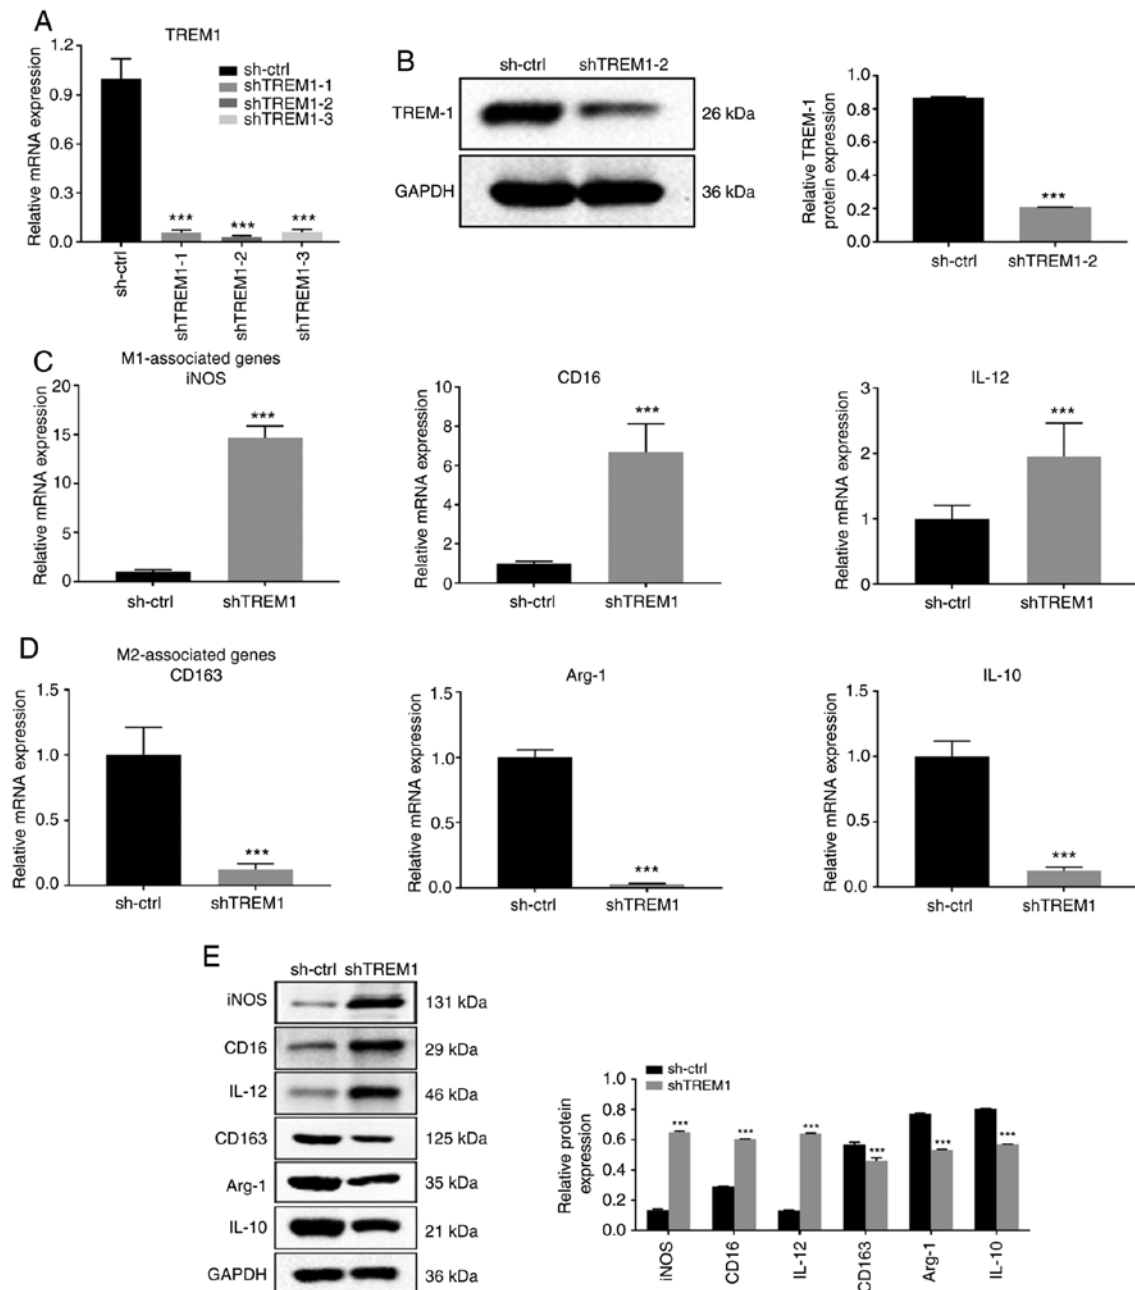 A
TREM1
Relative mRNA expression
1.2
0.9
0.6
0.3
0.0
sh-ctrl
shTREM1-1
shTREM1-2
shTREM1-3
***
***
***
sh-ctrl
shTREM1-1
shTREM1-2
shTREM1-3
B
sh-ctrl shTREM1-2
TREM-1 26 kDa
GAPDH 36 kDa
Relative TREM-1
protein expression
0.8
0.6
0.4
0.2
0.0
1.0
***
sh-ctrl shTREM1-2
C
M1-associated genes
iNOS
Relative mRNA expression
20
15
10
5
0
***
sh-ctrl shTREM1
CD16
Relative mRNA expression
10
8
6
4
2
0
***
sh-ctrl shTREM1
IL-12
Relative mRNA expression
3
2
1
0
***
sh-ctrl shTREM1
D
M2-associated genes
CD163
Relative mRNA expression
1.5
1.0
0.5
0.0
***
sh-ctrl shTREM1
Arg-1
Relative mRNA expression
1.5
1.0
0.5
0.0
***
sh-ctrl shTREM1
IL-10
Relative mRNA expression
1.5
1.0
0.5
0.0
***
sh-ctrl shTREM1
E
sh-ctrl shTREM1
iNOS 131 kDa
CD16 29 kDa
IL-12 46 kDa
CD163 125 kDa
Arg-1 35 kDa
IL-10 21 kDa
GAPDH 36 kDa
sh-ctrl
shTREM1
Relative protein
expression
1.0
0.8
0.6
0.4
0.2
0.0
*** *** *** *** *** ***
iNOS
CD16
IL-12
CD163
Arg-1
IL-10